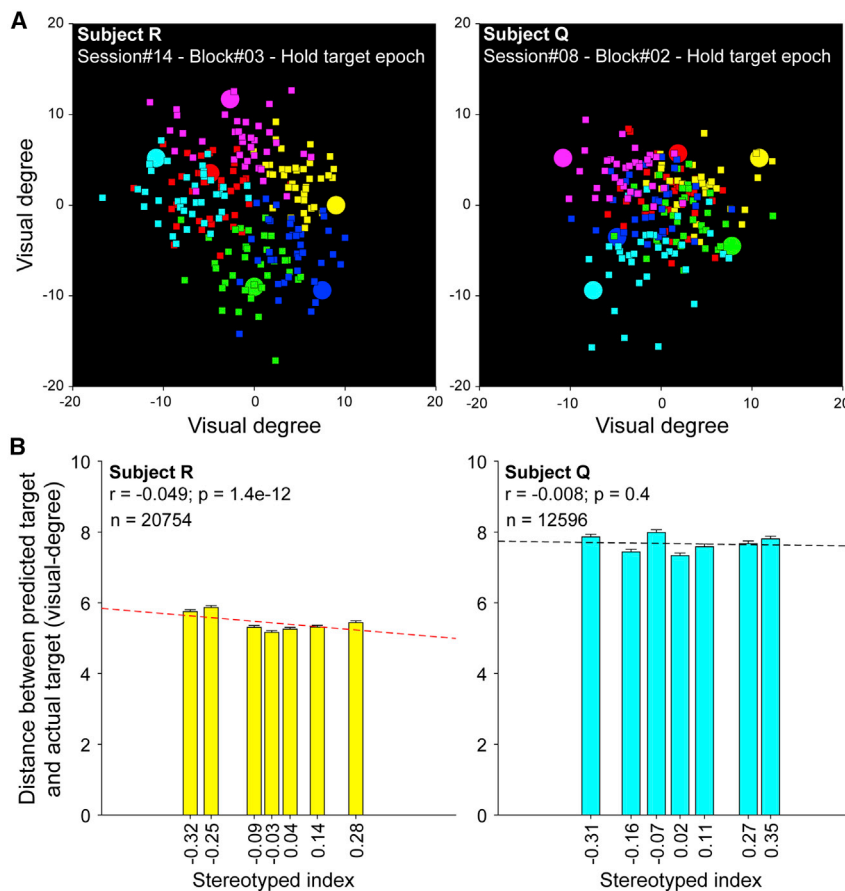 A
Subject R
Session#14 - Block#03 - Hold target epoch
Subject Q
Session#08 - Block#02 - Hold target epoch
20
10
0
-10
-20
Visual degree
-20
-10
0
10
20
Visual degree
20
10
0
-10
-20
-20
-10
0
10
20
Visual degree
B
Subject R
r = -0.049; p = 1.4e-12
n = 20754
10
8
6
4
2
0
Distance between predicted target
and actual target (visual-degree)
-0.32
-0.25
-0.09
-0.03
0.04
0.14
0.28
Stereotyped index
Subject Q
r = -0.008; p = 0.4
n = 12596
10
8
6
4
2
0
-0.31
-0.16
-0.07
0.02
0.11
0.27
0.35
Stereotyped index